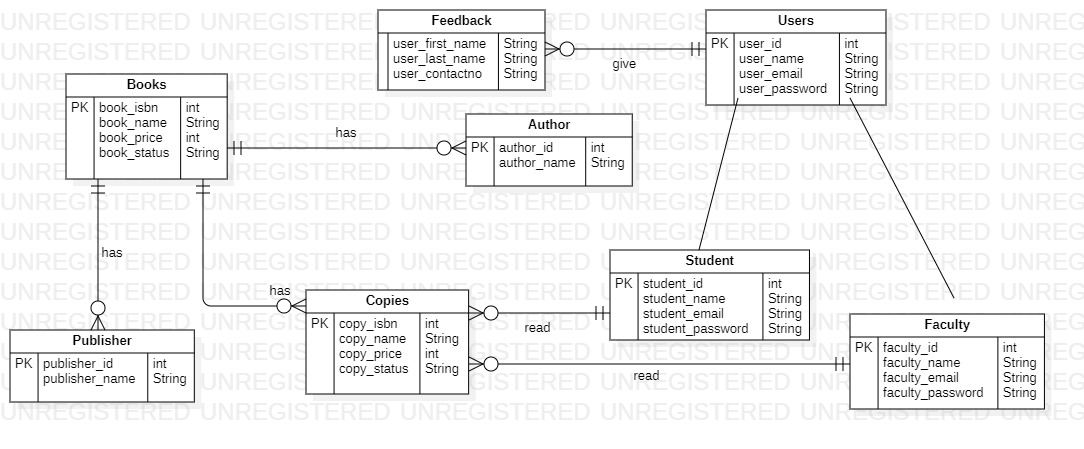 Feedback
user_first_name String
user_last_name String
user_contactno String
give
Users
PK user_id int
user_name String
user_email String
user_password String
Books
PK book_isbn int
book_name String
book_price int
book_status String
has
Author
PK author_id int
author_name String
has
has
Publisher
PK publisher_id int
publisher_name String
Copies
PK copy_isbn int
copy_name String
copy_price int
copy_status String
read
read
Student
PK student_id int
student_name String
student_email String
student_password String
Faculty
PK faculty_id int
faculty_name String
faculty_email String
faculty_password String
UNREGISTERED